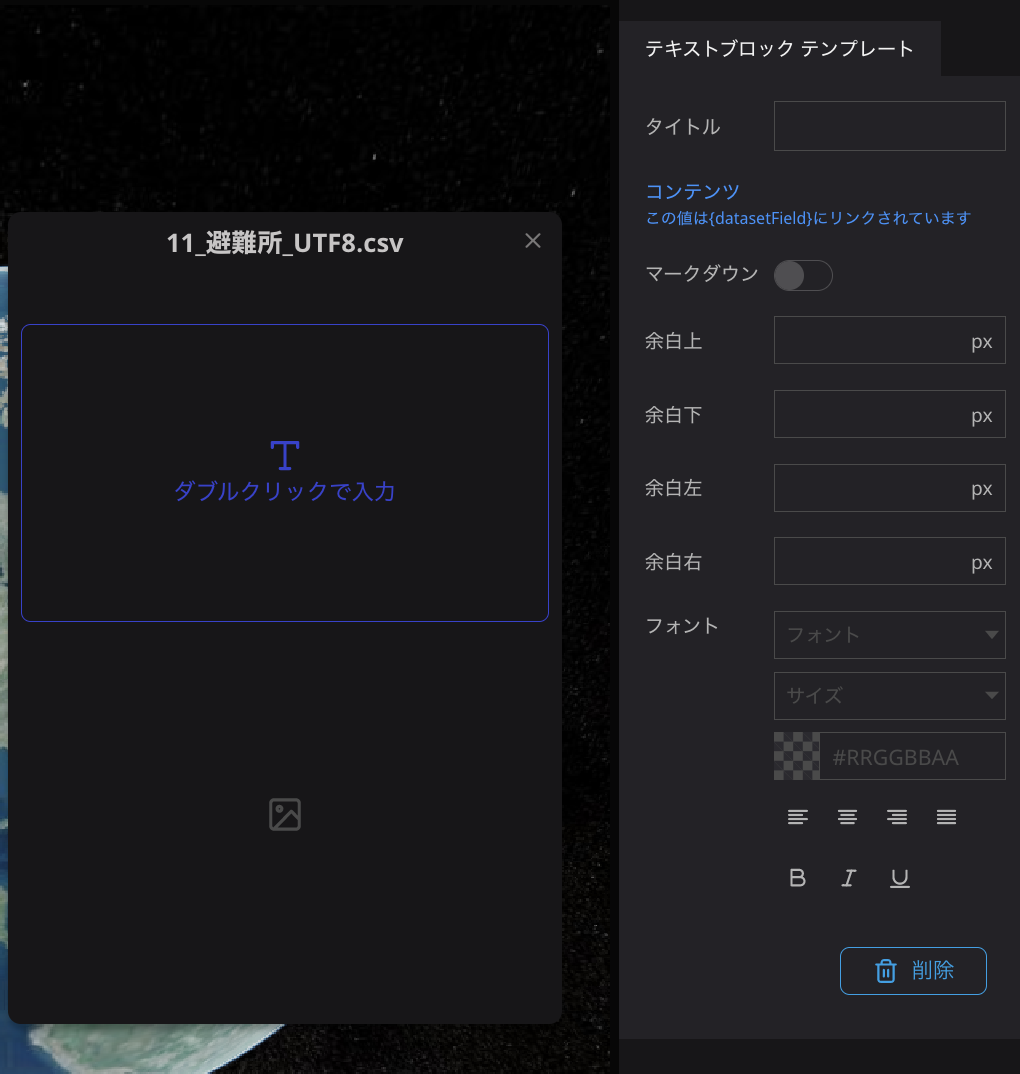 11_避難所_UTF8.csv
ダブルクリックで入力
テキストブロック テンプレート
タイトル
コンテンツ
この値は{datasetField}にリンクされています
マークダウン
余白上
px
余白下
px
余白左
px
余白右
px
フォント
フォント
サイズ
#RRGGBBAA
B I U
削除